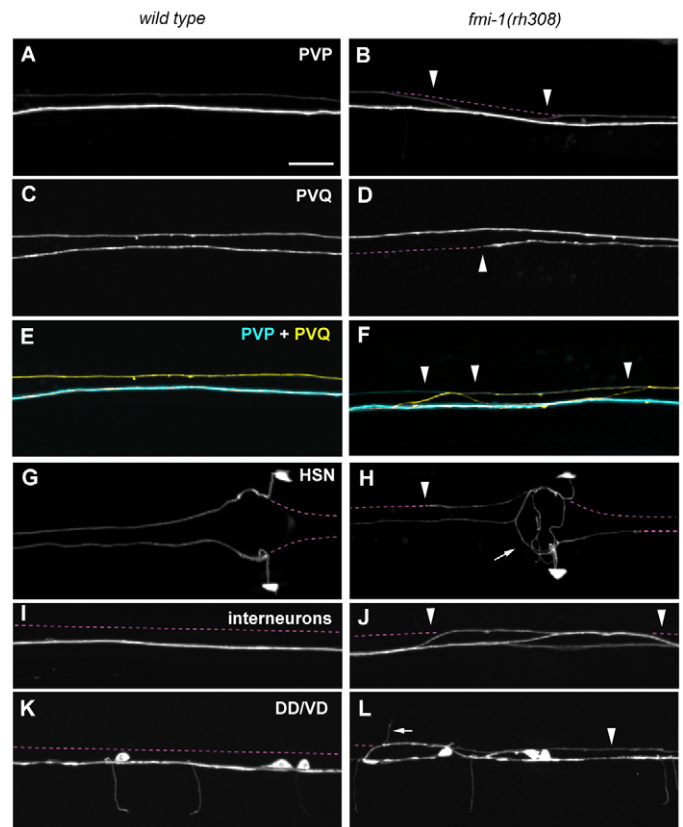 wild type fmi-1(rh308)
A PVP B
C PVQ D
E PVP + PVQ F
G HSN H
I interneurons J
K DD/VD L